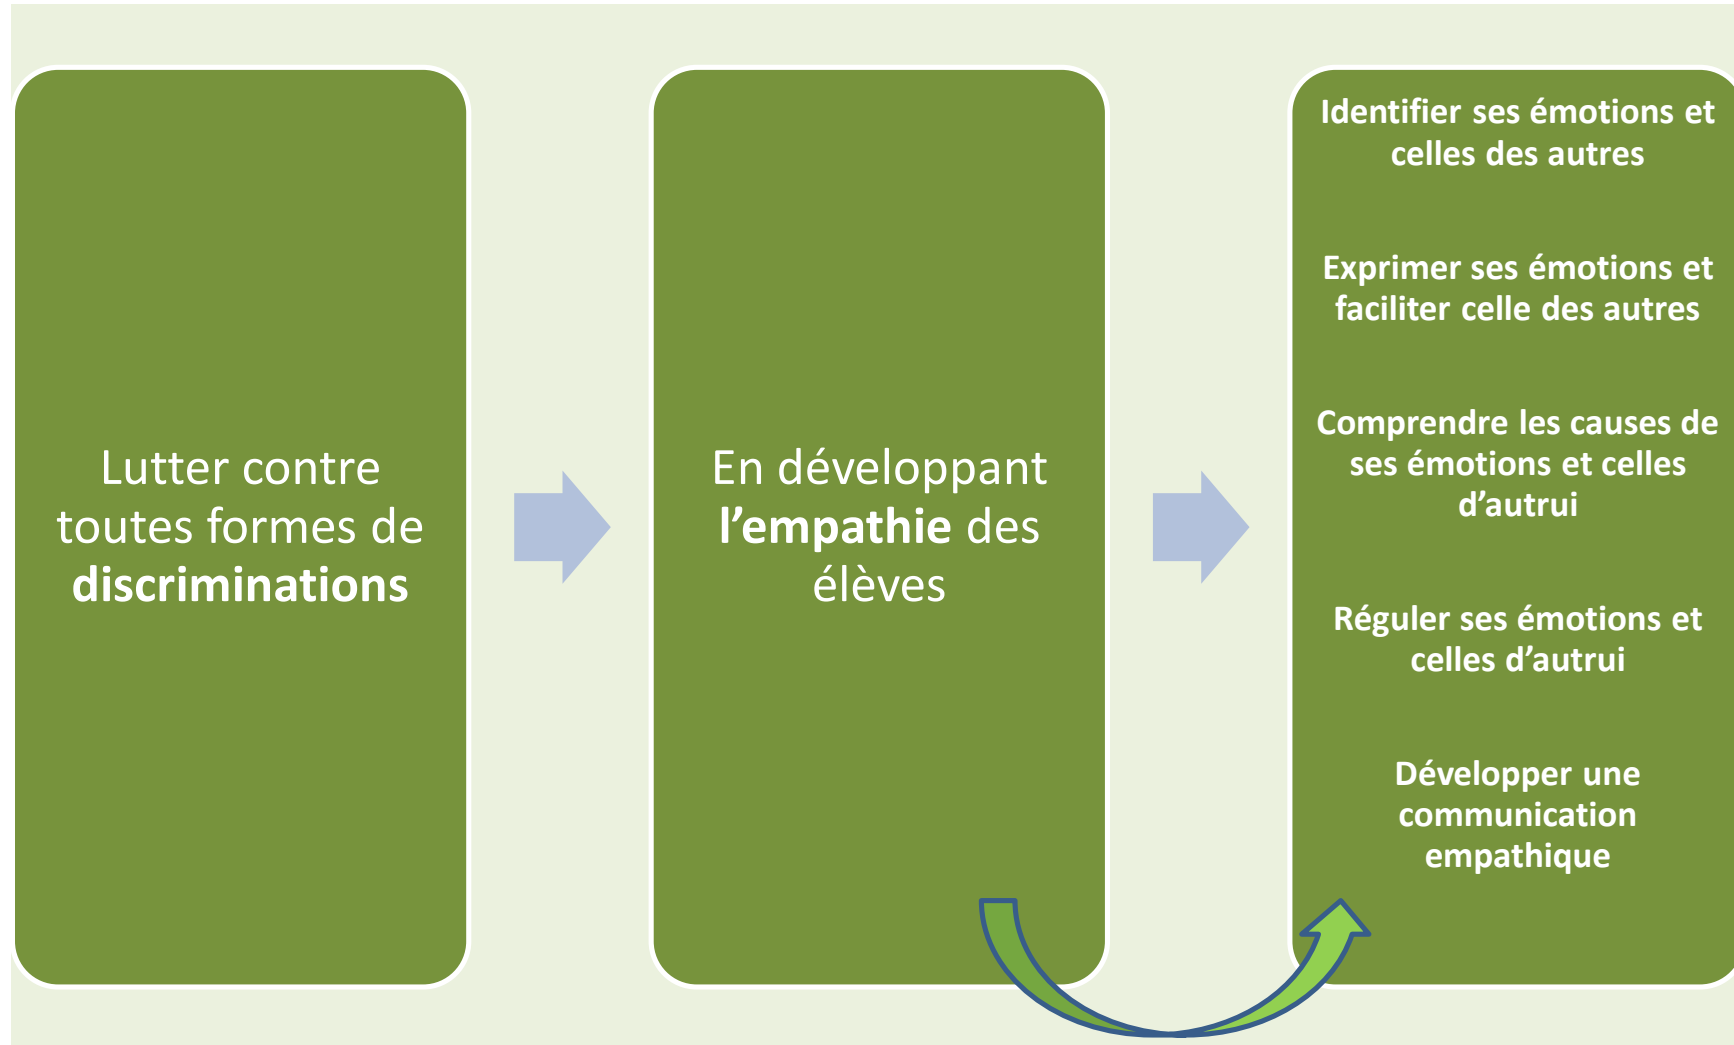 Lutter contre
toutes formes de
discriminations
En développant
l’empathie des
élèves
Identifier ses émotions et
celles des autres
Exprimer ses émotions et
faciliter celle des autres
Comprendre les causes de
ses émotions et celles
d’autrui
Réguler ses émotions et
celles d’autrui
Développer une
communication
empathique